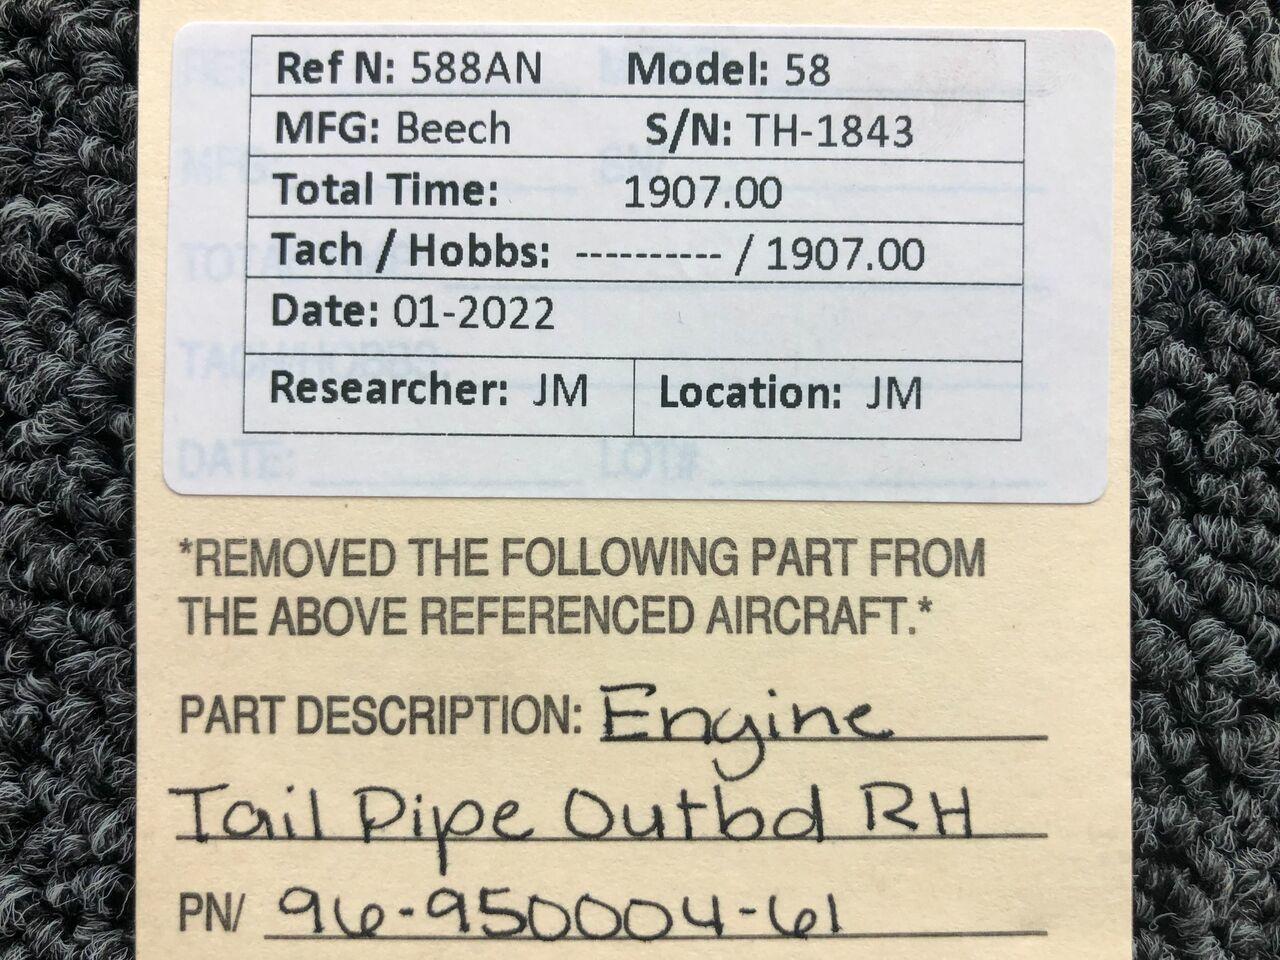 Ref N: 588AN Model: 58
MFG: Beech S/N: TH-1843
Total Time: 1907.00
Tach / Hobbs: ---------- / 1907.00
Date: 01-2022
Researcher: JM Location: JM
DATE: LOT#
*REMOVED THE FOLLOWING PART FROM
THE ABOVE REFERENCED AIRCRAFT.*
PART DESCRIPTION: Engine
Tail Pipe Outbd RH
PN/ 96-950004-61